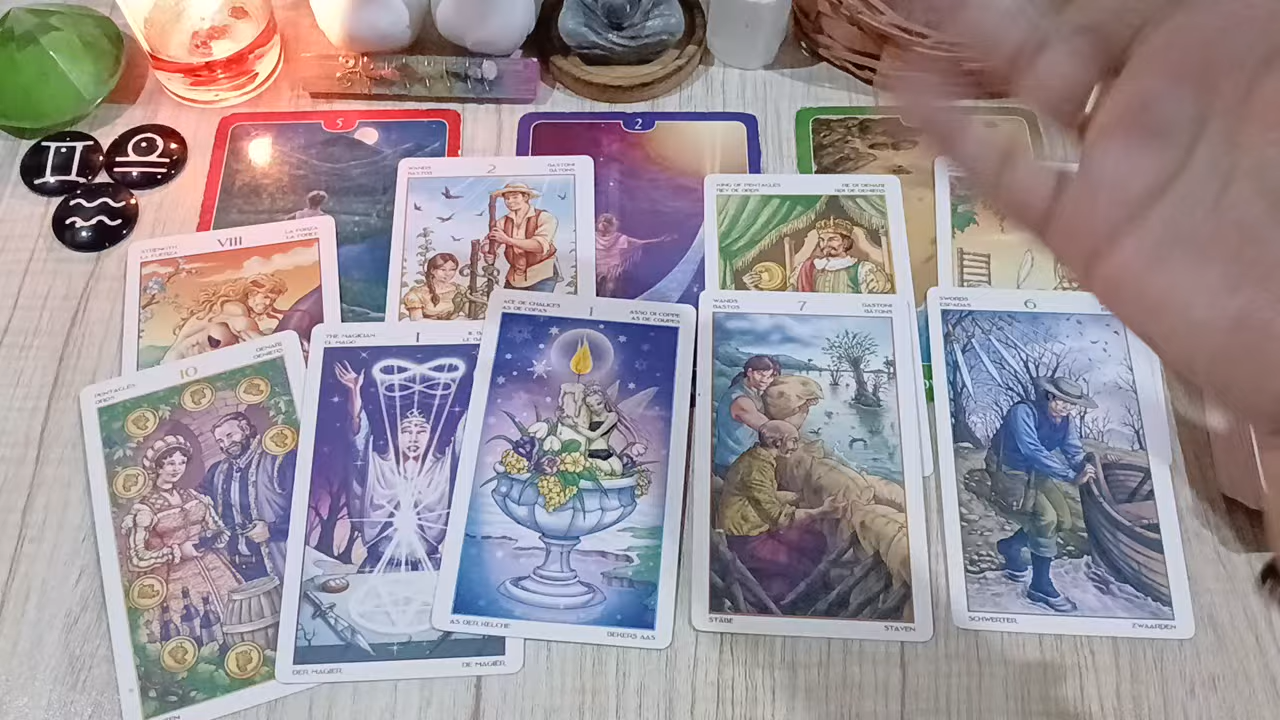 5
2
WANDS
BASTOS
2
BASTONI
BÂTONS
KING OF PENTACLES
REY DE OROS
RE DI DENARI
ROI DE DENIERS
STRENGTH
LA FUERZA
VIII
LA FORZA
LA FORCE
ACE OF CHALICES
AS DE COPAS
1
ASSO DI COPPE
AS DE COUPES
WANDS
BASTOS
7
BASTONI
BÂTONS
SWORDS
ESPADAS
6
THE MAGICIAN
EL MAGO
I
PENTACLES
OROS
10
DENARI
DENIERS
AS DER KELCHE
BEKERS AAS
STÄBE
STAVEN
SCHWERTER
ZWAARDEN
DER MAGIER
DE MAGIËR